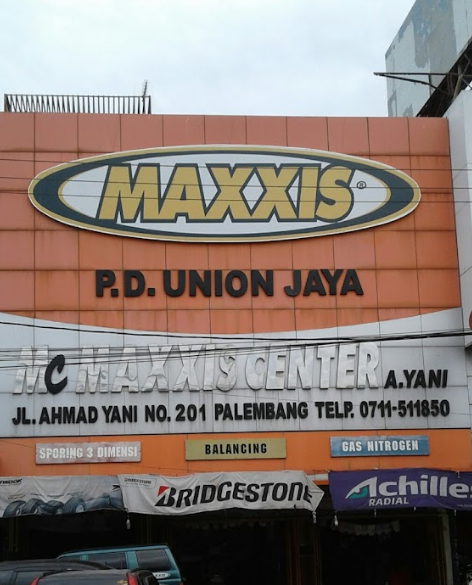 MAXXIS®
P.D. UNION JAYA
MC MAXXIS CENTER A.YANI
JL. AHMAD YANI NO. 201 PALEMBANG TELP. 0711-511850
SPORING 3 DIMENSI
BALANCING
GAS NITROGEN
BRIDGESTONE
Achilles
RADIAL